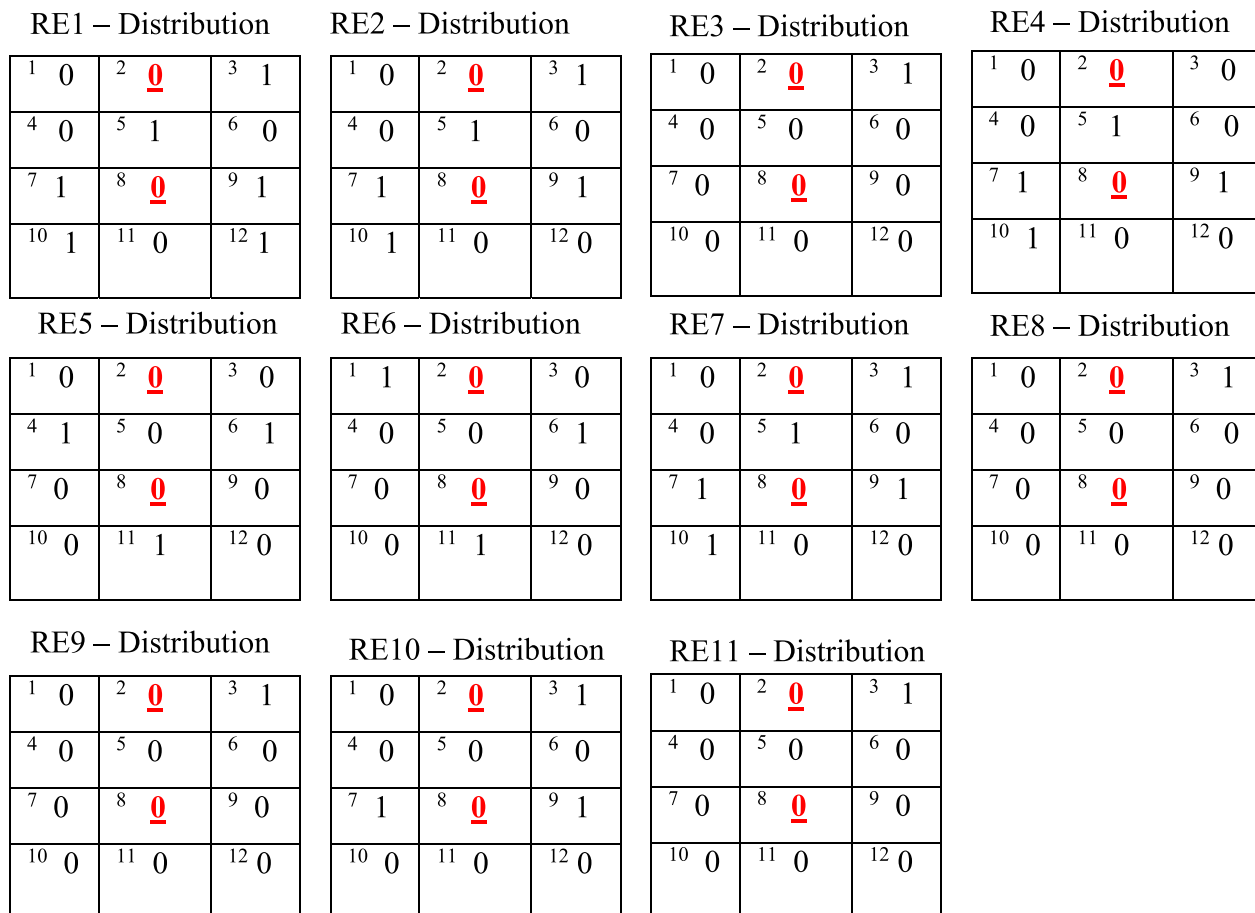 RE1 – Distribution RE2 – Distribution RE3 – Distribution RE4 – Distribution
1 0 2 0 3 1 1 0 2 0 3 1 1 0 2 0 3 1 1 0 2 0 3 0
4 0 5 1 6 0 4 0 5 1 6 0 4 0 5 0 6 0 4 0 5 1 6 0
7 1 8 0 9 1 7 1 8 0 9 1 7 0 8 0 9 0 7 1 8 0 9 1
10 1 11 0 12 1 10 1 11 0 12 0 10 0 11 0 12 0 10 1 11 0 12 0
RE5 – Distribution RE6 – Distribution RE7 – Distribution RE8 – Distribution
1 0 2 0 3 0 1 1 2 0 3 0 1 0 2 0 3 1 1 0 2 0 3 1
4 1 5 0 6 1 4 0 5 0 6 1 4 0 5 1 6 0 4 0 5 0 6 0
7 0 8 0 9 0 7 0 8 0 9 0 7 1 8 0 9 1 7 0 8 0 9 0
10 0 11 1 12 0 10 0 11 1 12 0 10 1 11 0 12 0 10 0 11 0 12 0
RE9 – Distribution RE10 – Distribution RE11 – Distribution
1 0 2 0 3 1 1 0 2 0 3 1 1 0 2 0 3 1
4 0 5 0 6 0 4 0 5 0 6 0 4 0 5 0 6 0
7 0 8 0 9 0 7 1 8 0 9 1 7 0 8 0 9 0
10 0 11 0 12 0 10 0 11 0 12 0 10 0 11 0 12 0